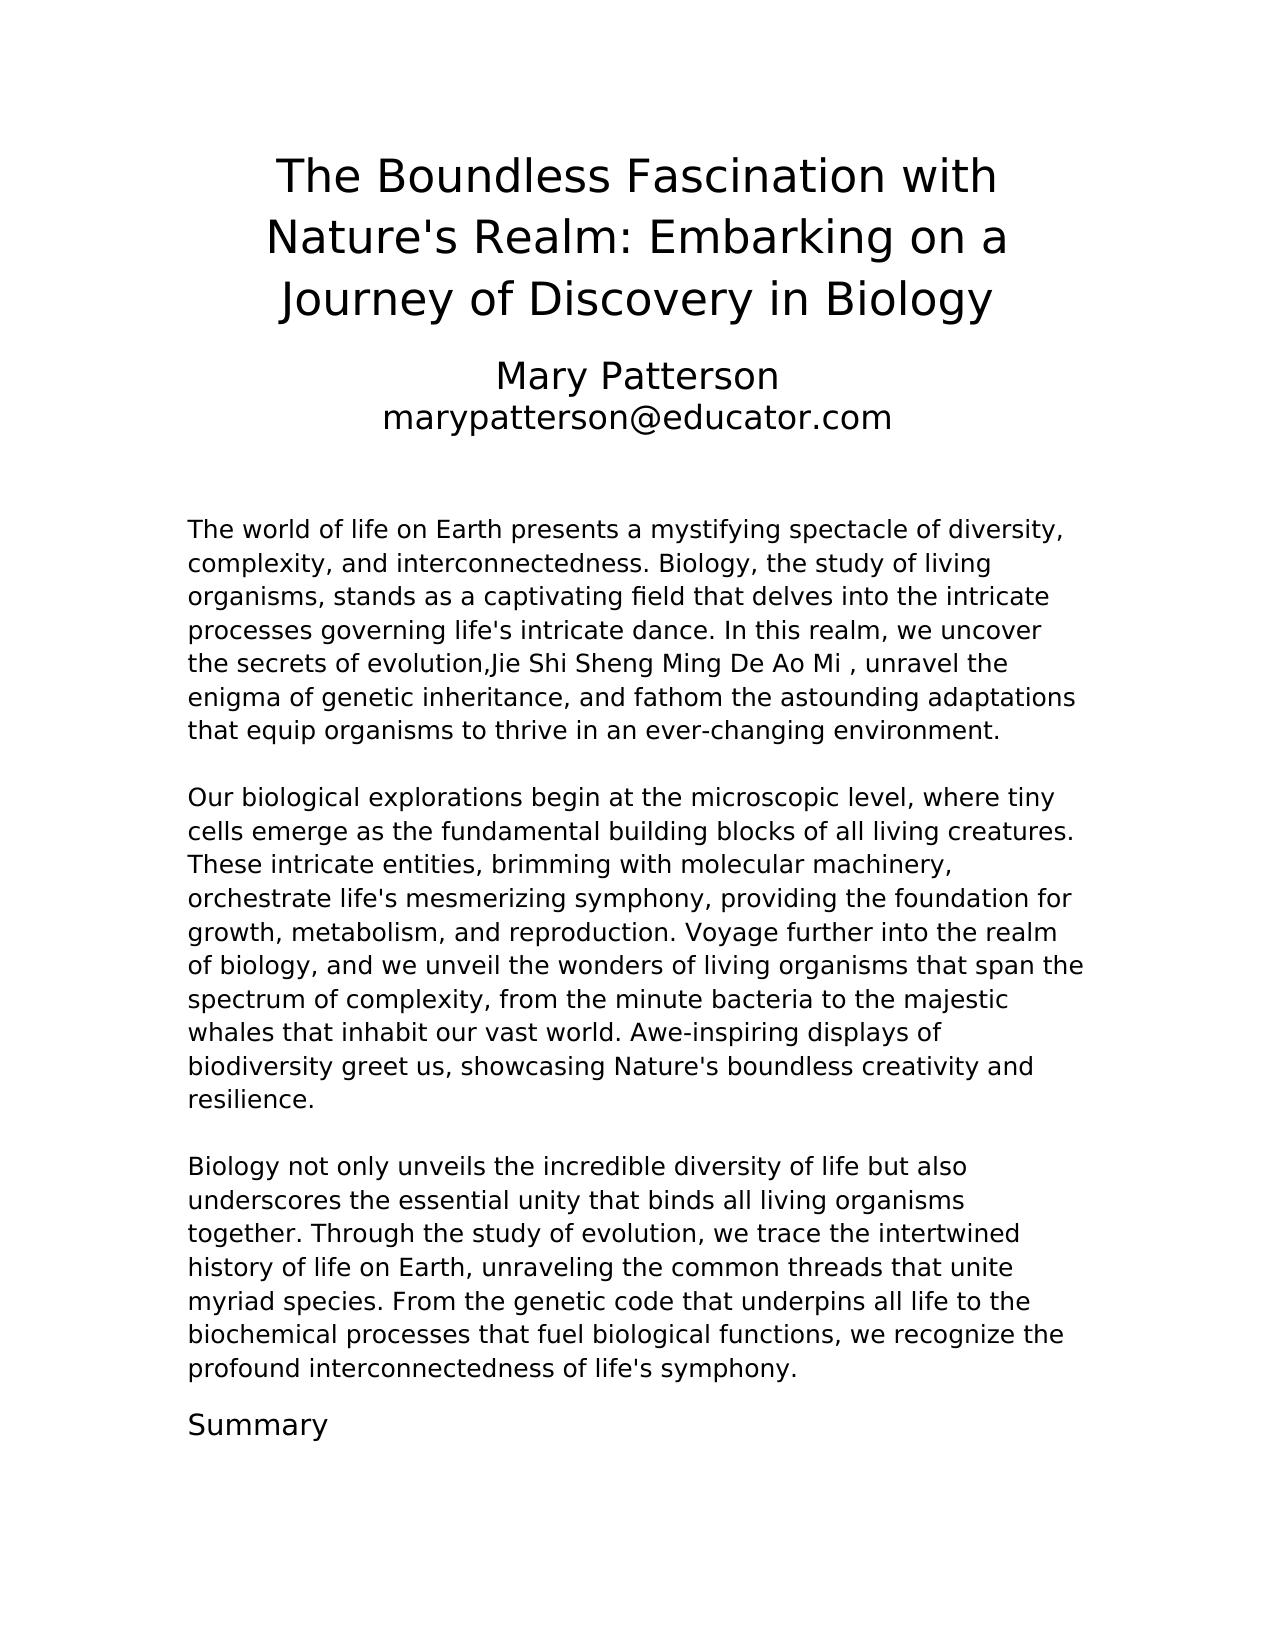 The Boundless Fascination with
Nature's Realm: Embarking on a
Journey of Discovery in Biology
Mary Patterson
marypatterson@educator.com
The world of life on Earth presents a mystifying spectacle of diversity,
complexity, and interconnectedness. Biology, the study of living
organisms, stands as a captivating field that delves into the intricate
processes governing life's intricate dance. In this realm, we uncover
the secrets of evolution,Jie Shi Sheng Ming De Ao Mi , unravel the
enigma of genetic inheritance, and fathom the astounding adaptations
that equip organisms to thrive in an ever-changing environment.
Our biological explorations begin at the microscopic level, where tiny
cells emerge as the fundamental building blocks of all living creatures.
These intricate entities, brimming with molecular machinery,
orchestrate life's mesmerizing symphony, providing the foundation for
growth, metabolism, and reproduction. Voyage further into the realm
of biology, and we unveil the wonders of living organisms that span the
spectrum of complexity, from the minute bacteria to the majestic
whales that inhabit our vast world. Awe-inspiring displays of
biodiversity greet us, showcasing Nature's boundless creativity and
resilience.
Biology not only unveils the incredible diversity of life but also
underscores the essential unity that binds all living organisms
together. Through the study of evolution, we trace the intertwined
history of life on Earth, unraveling the common threads that unite
myriad species. From the genetic code that underpins all life to the
biochemical processes that fuel biological functions, we recognize the
profound interconnectedness of life's symphony.
Summary